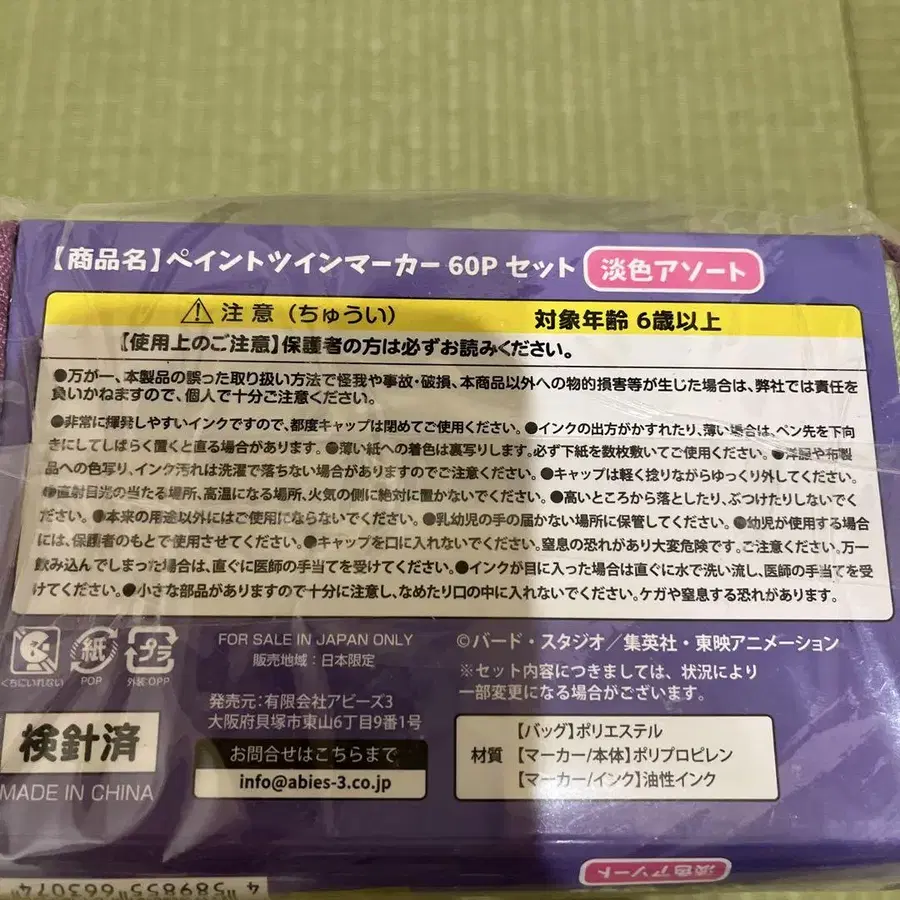 【商品名】ペイントツインマーカー 60P セット 淡色アソート
⚠ 注意（ちゅうい） 対象年齢 6歳以上
【使用上のご注意】保護者の方は必ずお読みください。
●万が一、本製品の誤った取り扱い方法で怪我や事故・破損、本商品以外への物的損害等が生じた場合は、弊社では責任を
負いかねますので、個人で十分ご注意ください。
●非常に揮発しやすいインクですので、都度キャップは閉めてご使用ください。●インクの出方がかすれたり、薄い場合は、ペン先を下向
きにしてしばらく置くと直る場合があります。●薄い紙への着色は裏写りします。必ず下紙を数枚敷いてご使用ください。●洋服や布製
品への色写り、インク汚れは洗濯で落ちない場合がありますのでご注意ください。●キャップは軽く捻りながらゆっくり外してください。
●直射日光の当たる場所、高温になる場所、火気の側に絶対に置かないでください。●高いところから落としたり、ぶつけたりしないでく
ださい。●本来の用途以外にはご使用にならないでください。●乳幼児の手の届かない場所に保管してください。●幼児が使用する場合
には、保護者のもとで使用させてください。●キャップを口に入れないでください。窒息の恐れがあり大変危険です。ご注意ください。万一
飲み込んでしまった場合は、直ぐに医師の手当てを受けてください。●インクが目に入った場合は直ぐに水で洗い流し、医師の手当てを受
けてください。●小さな部品がありますので十分に注意し、なめたり口の中に入れないでください。ケガや窒息する恐れがあります。
くちにいれない
紙
POP
プラ
外装:OPP
FOR SALE IN JAPAN ONLY
販売地域：日本限定
©バード・スタジオ／集英社・東映アニメーション
※セット内容につきましては、状況により
一部変更になる場合がございます。
検針済
MADE IN CHINA
発売元：有限会社アビーズ3
大阪府貝塚市東山6丁目9番1号
お問合せはこちらまで
info@abies-3.co.jp
材質
【バッグ】ポリエステル
【マーカー/本体】ポリプロピレン
【マーカー/インク】油性インク
淡色アソート
4 589855 663074